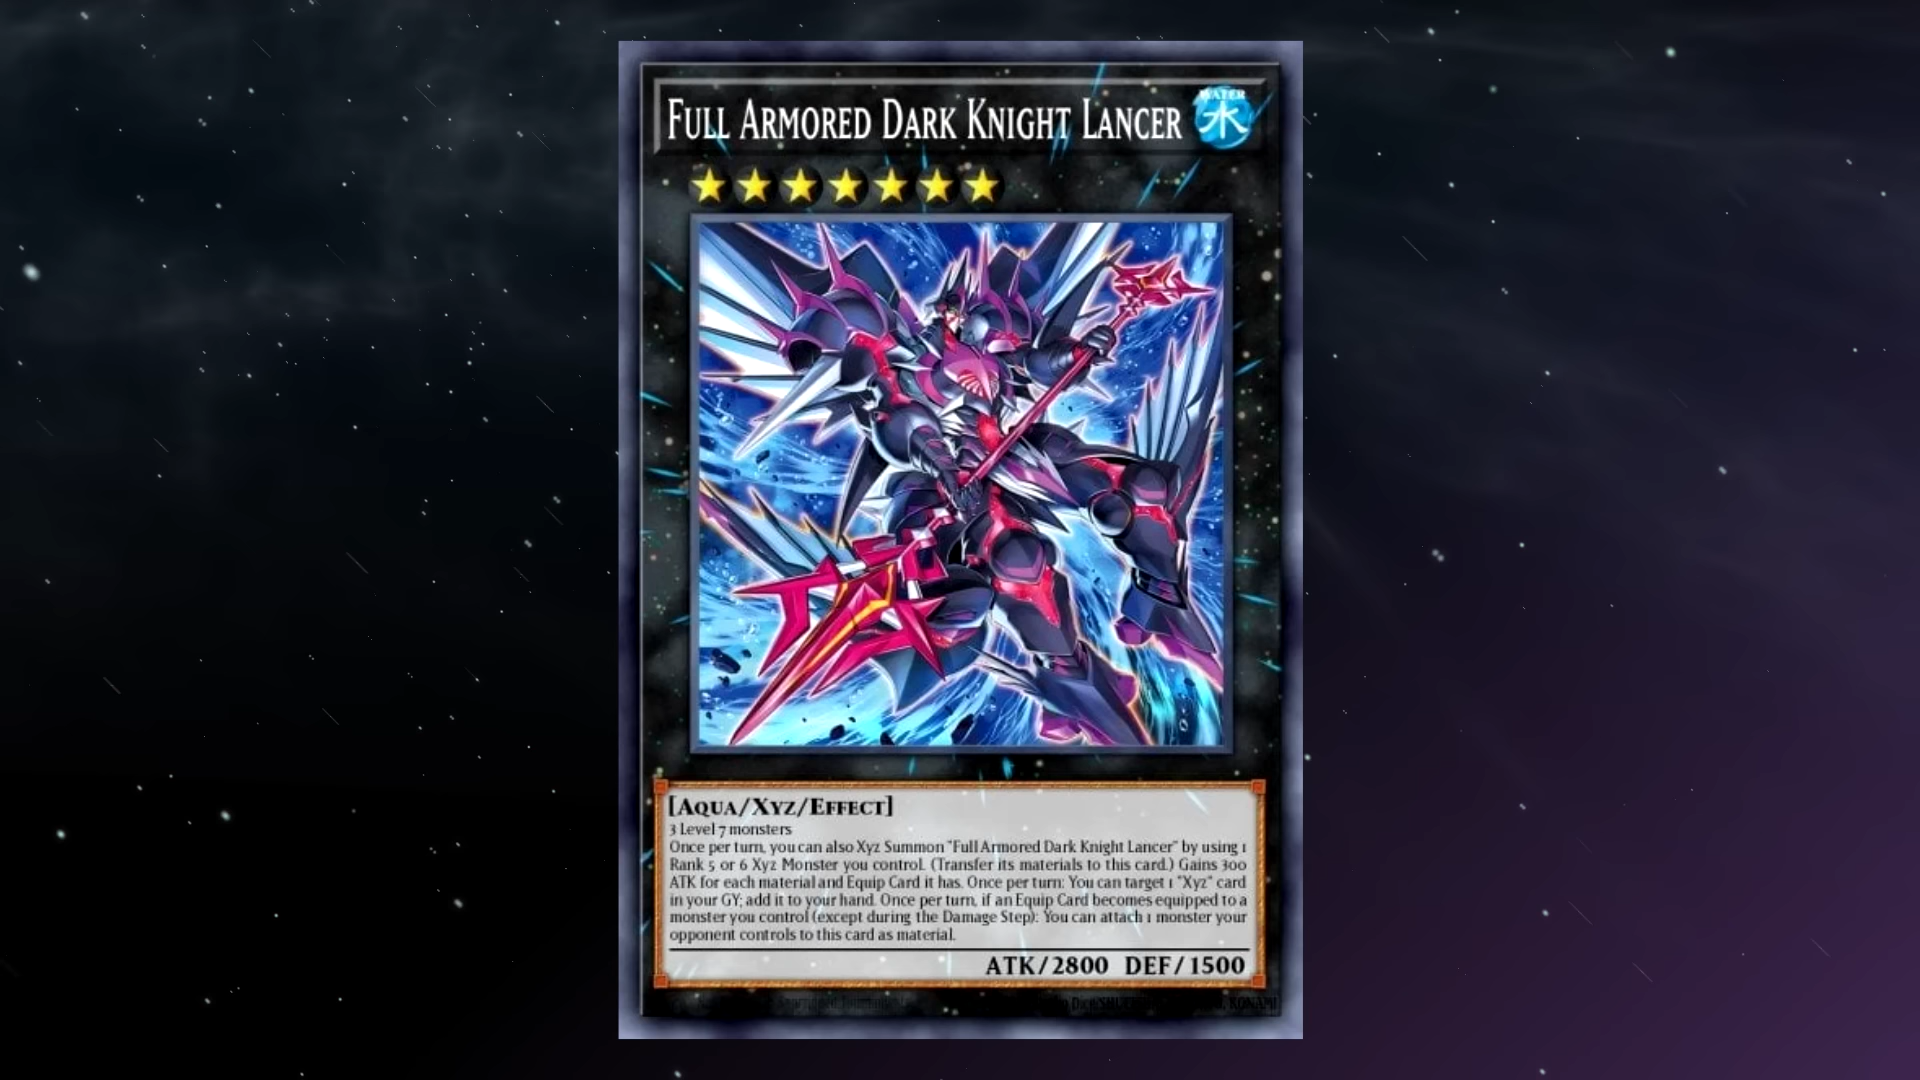 Full Armored Dark Knight Lancer
WATER
水
[Aqua/Xyz/Effect]
3 Level 7 monsters
Once per turn, you can also Xyz Summon "Full Armored Dark Knight Lancer" by using 1
Rank 5 or 6 Xyz Monster you control. (Transfer its materials to this card.) Gains 300
ATK for each material and Equip Card it has. Once per turn: You can target 1 "Xyz" card
in your GY; add it to your hand. Once per turn, if an Equip Card becomes equipped to a
monster you control (except during the Damage Step): You can attach 1 monster your
opponent controls to this card as material.
ATK/2800 DEF/1500
KONAMI